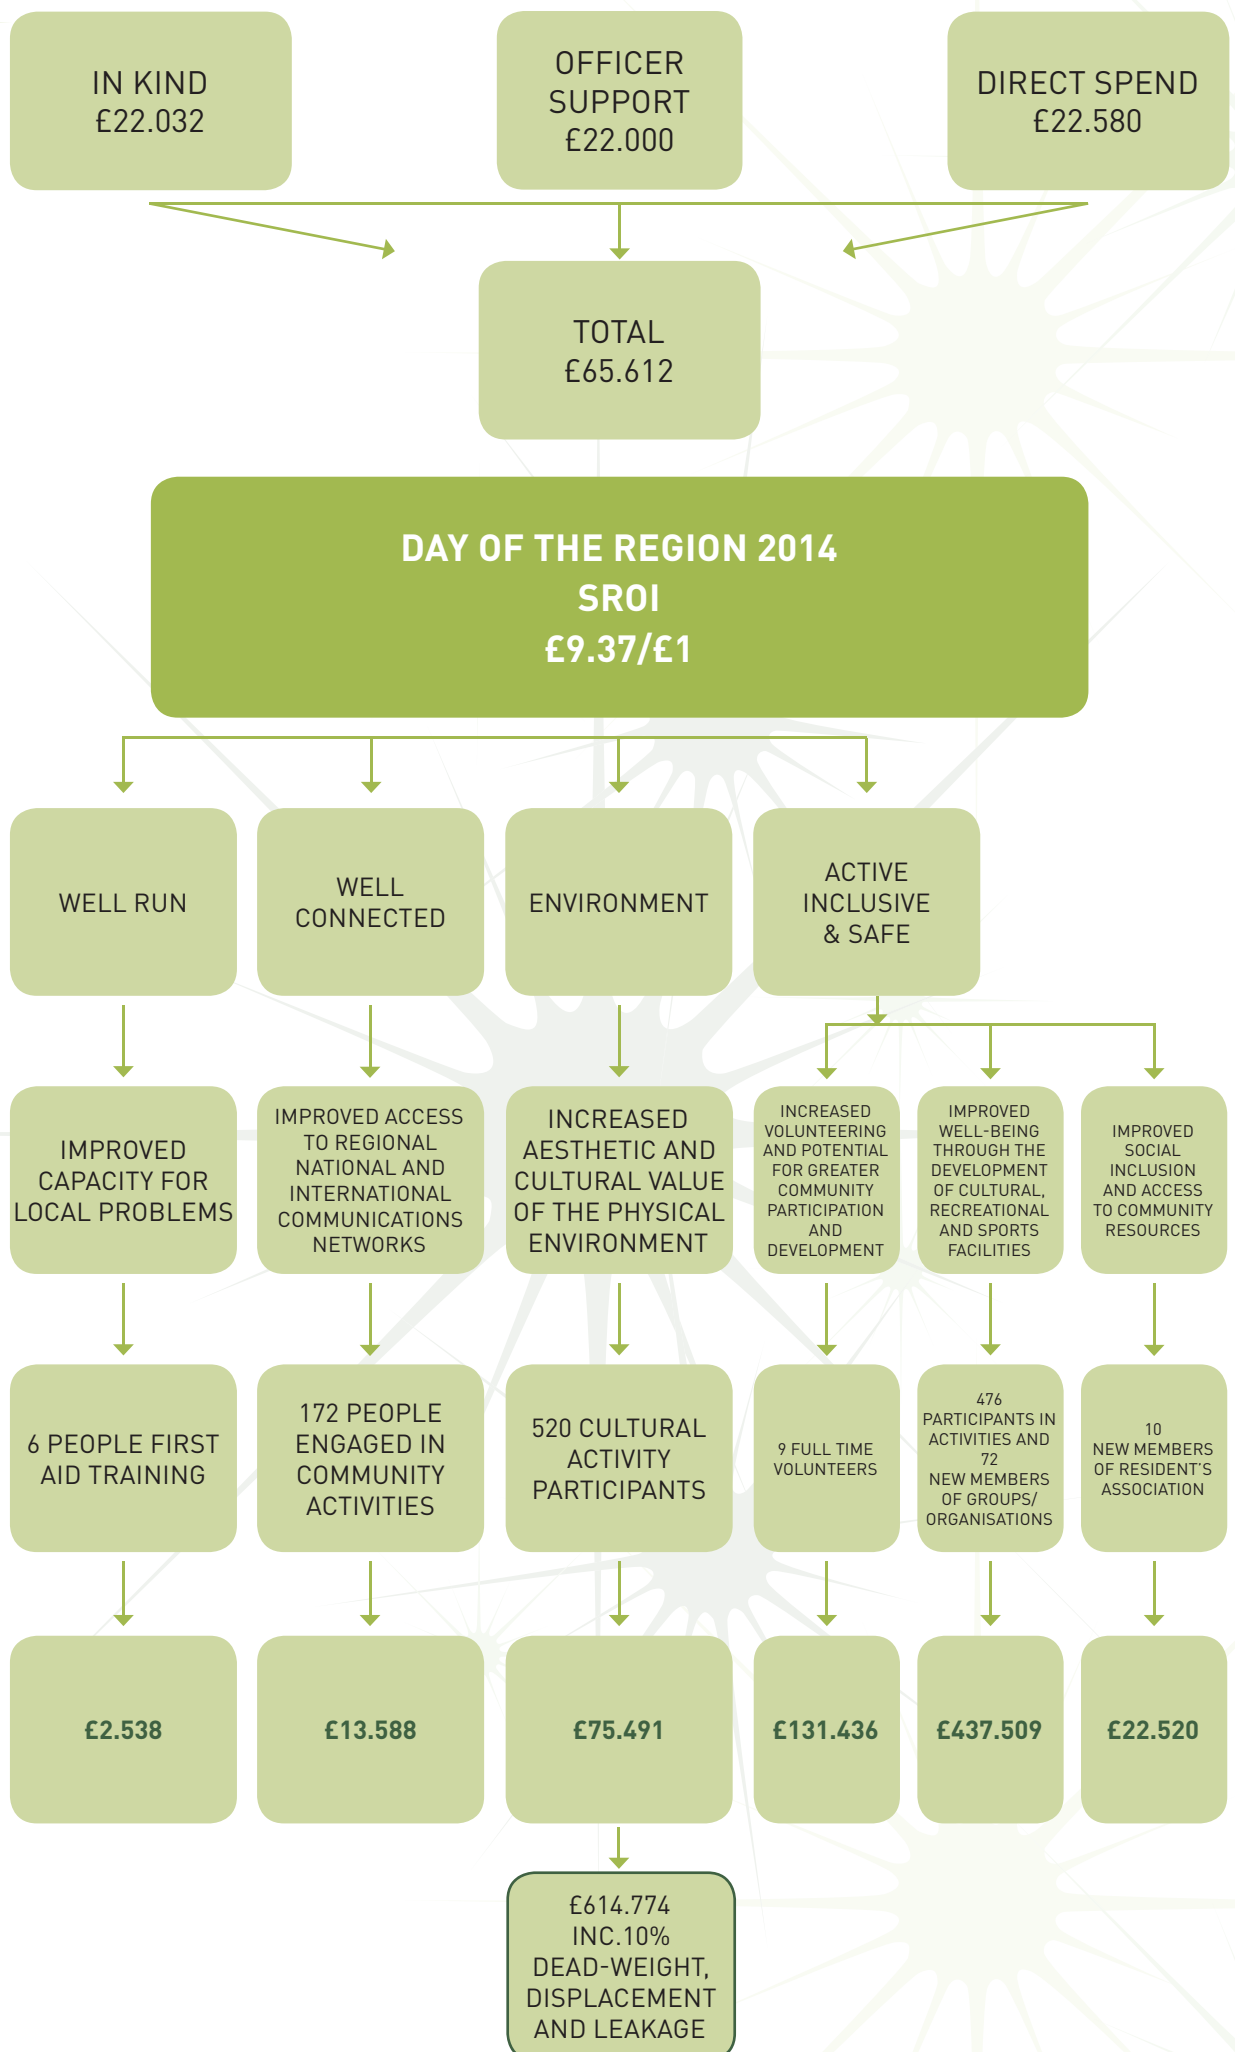 IN KIND
£22.032
OFFICER
SUPPORT
£22.000
DIRECT SPEND
£22.580
TOTAL
£65.612
DAY OF THE REGION 2014
SROI
£9.37/£1
WELL RUN
WELL
CONNECTED
ENVIRONMENT
ACTIVE
INCLUSIVE
& SAFE
IMPROVED
CAPACITY FOR
LOCAL PROBLEMS
IMPROVED ACCESS
TO REGIONAL
NATIONAL AND
INTERNATIONAL
COMMUNICATIONS
NETWORKS
INCREASED
AESTHETIC AND
CULTURAL VALUE
OF THE PHYSICAL
ENVIRONMENT
INCREASED
VOLUNTEERING
AND POTENTIAL
FOR GREATER
COMMUNITY
PARTICIPATION
AND
DEVELOPMENT
IMPROVED
WELL-BEING
THROUGH THE
DEVELOPMENT
OF CULTURAL,
RECREATIONAL
AND SPORTS
FACILITIES
IMPROVED
SOCIAL
INCLUSION
AND ACCESS
TO COMMUNITY
RESOURCES
6 PEOPLE FIRST
AID TRAINING
172 PEOPLE
ENGAGED IN
COMMUNITY
ACTIVITIES
520 CULTURAL
ACTIVITY
PARTICIPANTS
9 FULL TIME
VOLUNTEERS
476
PARTICIPANTS IN
ACTIVITIES AND
72
NEW MEMBERS
OF GROUPS/
ORGANISATIONS
10
NEW MEMBERS
OF RESIDENT'S
ASSOCIATION
£2.538
£13.588
£75.491
£131.436
£437.509
£22.520
£614.774
INC.10%
DEAD-WEIGHT,
DISPLACEMENT
AND LEAKAGE